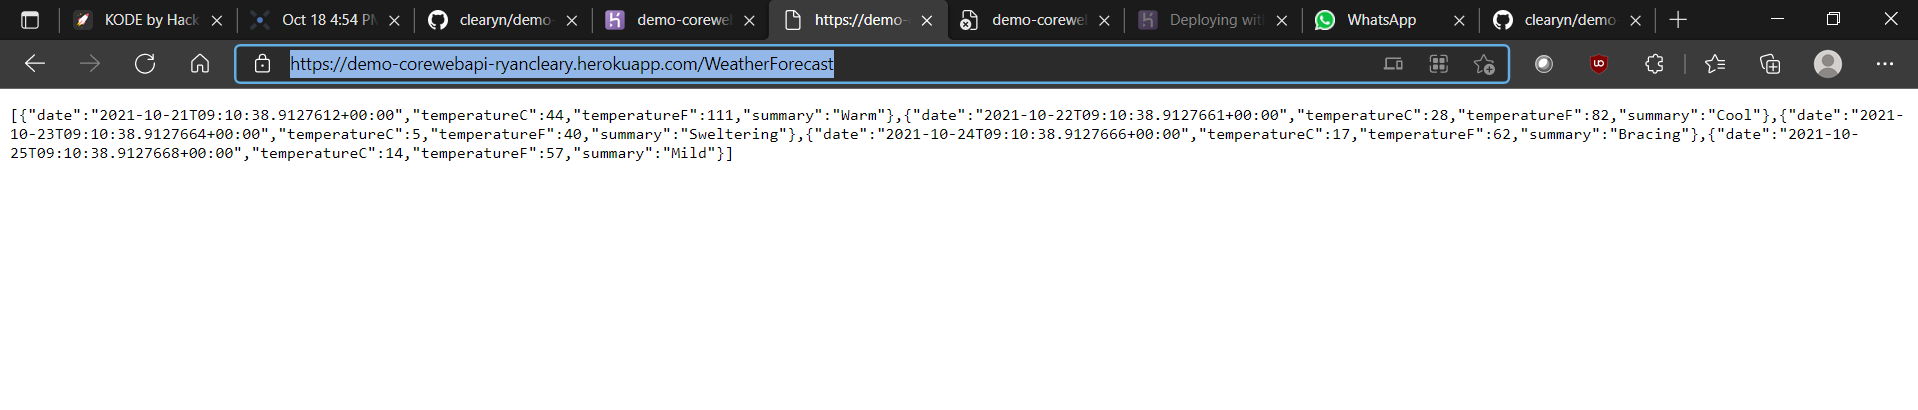 KODE by Hack
Oct 18 4:54 PM
clearyn/demo-
demo-coreweb
https://demo-
demo-coreweb
Deploying with
WhatsApp
clearyn/demo
https://demo-corewebapi-ryancleary.herokuapp.com/WeatherForecast
[{"date":"2021-10-21T09:10:38.9127612+00:00","temperatureC":44,"temperatureF":111,"summary":"Warm"},{"date":"2021-10-22T09:10:38.9127661+00:00","temperatureC":28,"temperatureF":82,"summary":"Cool"},{"date":"2021-
10-23T09:10:38.9127664+00:00","temperatureC":5,"temperatureF":40,"summary":"Sweltering"},{"date":"2021-10-24T09:10:38.9127666+00:00","temperatureC":17,"temperatureF":62,"summary":"Bracing"},{"date":"2021-10-
25T09:10:38.9127668+00:00","temperatureC":14,"temperatureF":57,"summary":"Mild"}]